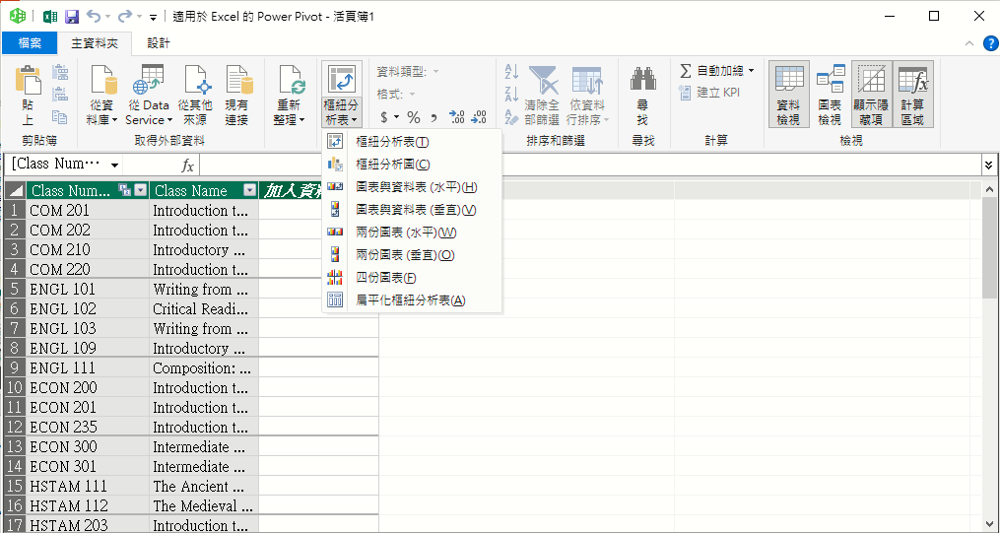 適用於 Excel 的 Power Pivot - 活頁簿1
檔案 主資料夾 設計
貼上
從資料庫
從 Data Service
從其他來源
現有連接
重新整理
樞紐分析表
資料類型:
格式:
$ % ,
清除全部篩選
依資料行排序
尋找
自動加總
建立 KPI
資料檢視
圖表檢視
顯示隱藏項
計算區域
剪貼簿 取得外部資料 排序和篩選 尋找 計算 檢視
樞紐分析表(T)
樞紐分析圖(C)
圖表與資料表 (水平)(H)
圖表與資料表 (垂直)(V)
兩份圖表 (水平)(W)
兩份圖表 (垂直)(O)
四份圖表(F)
扁平化樞紐分析表(A)
[Class Num… fx
Class Num... Class Name 加入資料
1 COM 201 Introduction t...
2 COM 202 Introduction t...
3 COM 210 Introductory ...
4 COM 220 Introduction t...
5 ENGL 101 Writing from ...
6 ENGL 102 Critical Readi...
7 ENGL 103 Writing from ...
8 ENGL 109 Introductory ...
9 ENGL 111 Composition: ...
10 ECON 200 Introduction t...
11 ECON 201 Introduction t...
12 ECON 235 Introduction t...
13 ECON 300 Intermediate ...
14 ECON 301 Intermediate ...
15 HSTAM 111 The Ancient ...
16 HSTAM 112 The Medieval ...
17 HSTAM 203 Introduction t...